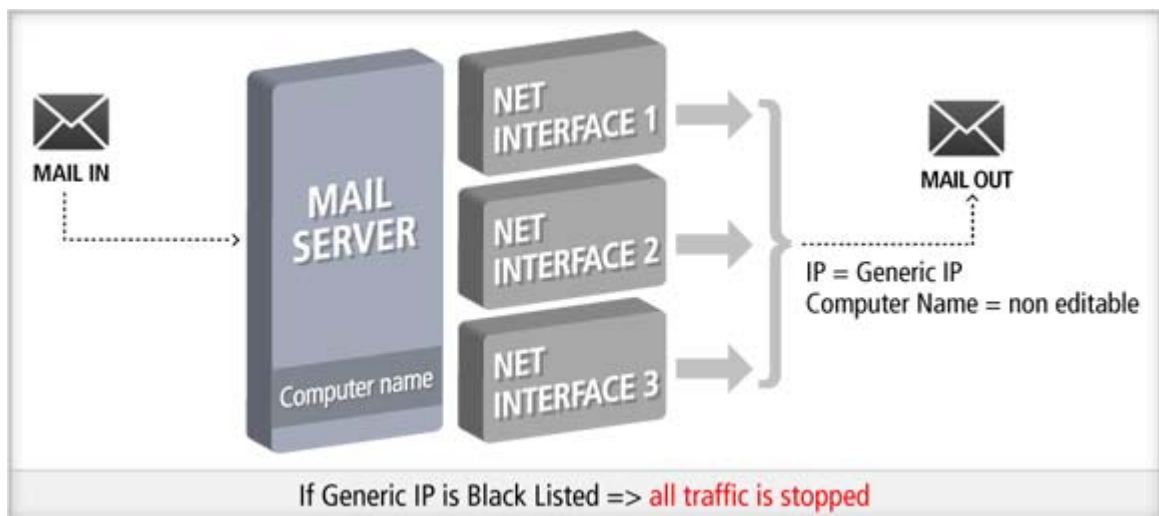 MAIL IN
MAIL
SERVER
Computer name
NET
INTERFACE 1
NET
INTERFACE 2
NET
INTERFACE 3
MAIL OUT
IP = Generic IP
Computer Name = non editable
If Generic IP is Black Listed => all traffic is stopped